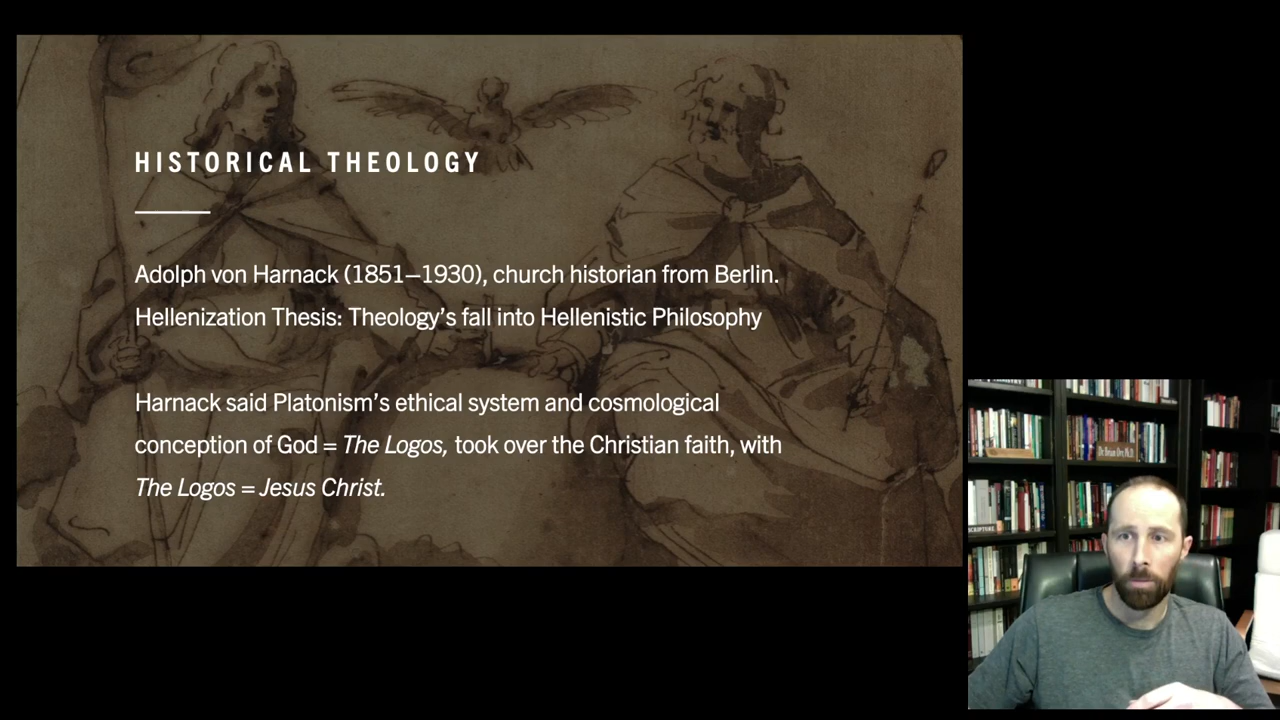 HISTORICAL THEOLOGY
Adolph von Harnack (1851–1930), church historian from Berlin.
Hellenization Thesis: Theology's fall into Hellenistic Philosophy
Harnack said Platonism's ethical system and cosmological
conception of God = The Logos, took over the Christian faith, with
The Logos = Jesus Christ.
SCRIPTURE